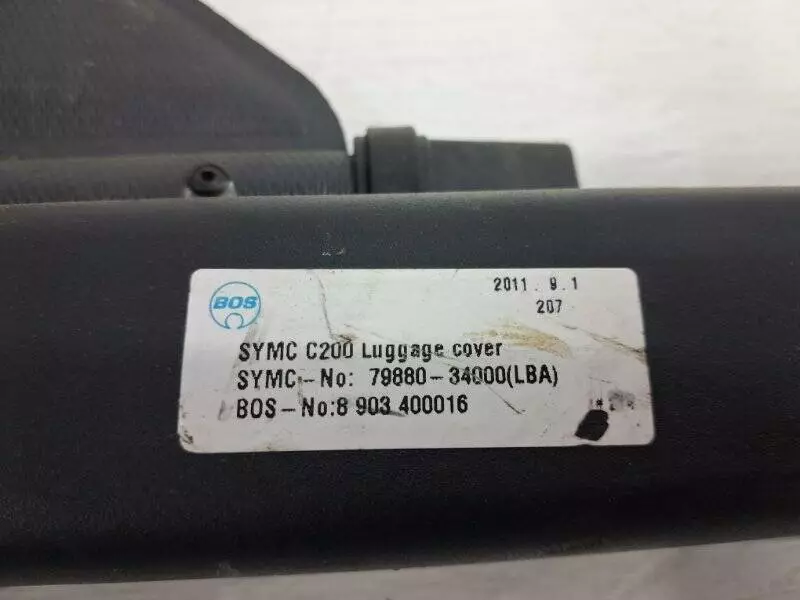 BOS
2011. 9. 1
207
SYMC C200 Luggage cover
SYMC-No: 79880-34000(LBA)
BOS-No:8 903 400016